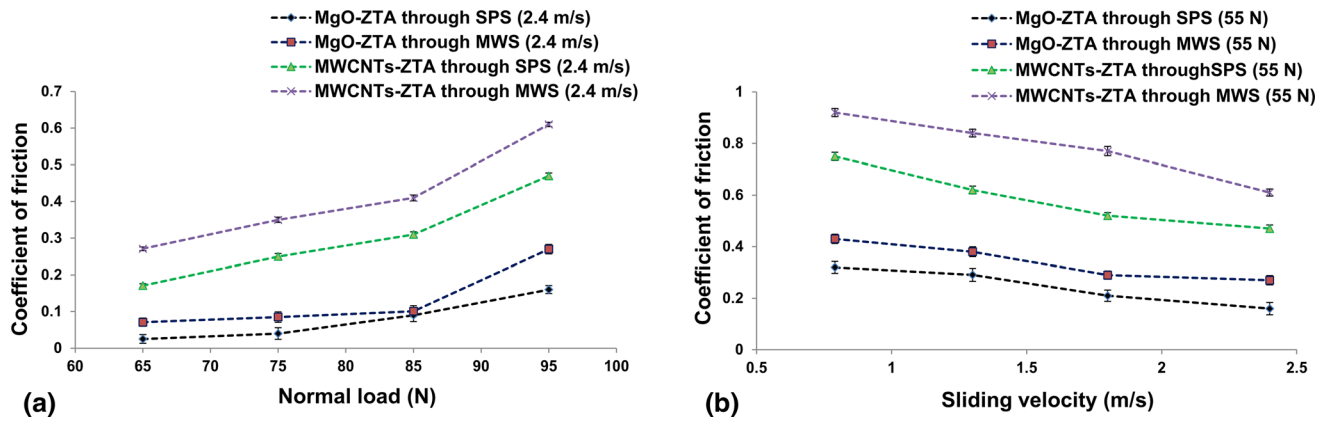 MgO-ZTA through SPS (2.4 m/s)
MgO-ZTA through MWS (2.4 m/s)
MWCNTs-ZTA through SPS (2.4 m/s)
MWCNTs-ZTA through MWS (2.4 m/s)
0.7
0.6
0.5
0.4
0.3
0.2
0.1
0
60 65 70 75 80 85 90 95 100
Coefficient of friction
Normal load (N)
(a)
MgO-ZTA through SPS (55 N)
MgO-ZTA through MWS (55 N)
MWCNTs-ZTA throughSPS (55 N)
MWCNTs-ZTA through MWS (55 N)
1
0.8
0.6
0.4
0.2
0
0.5 1 1.5 2 2.5
Coefficient of friction
Sliding velocity (m/s)
(b)